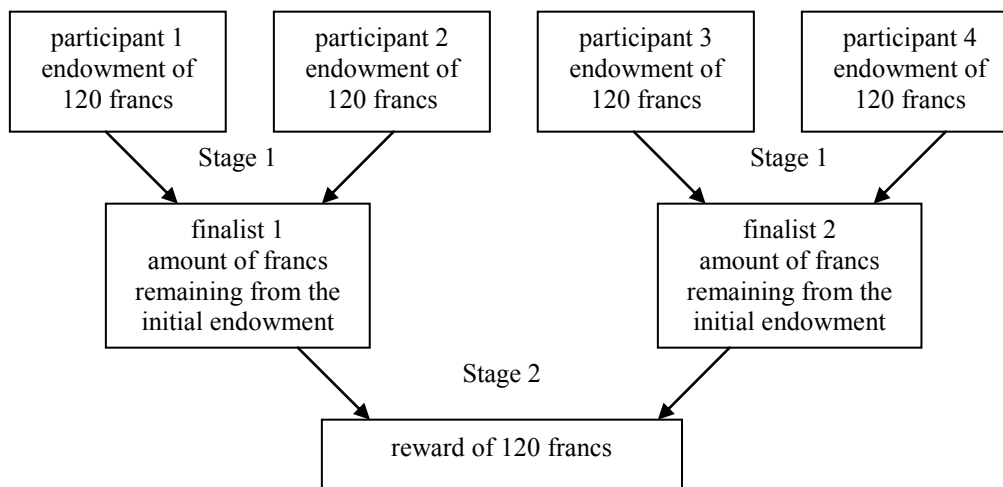 participant 1
endowment of
120 francs
participant 2
endowment of
120 francs
participant 3
endowment of
120 francs
participant 4
endowment of
120 francs
Stage 1
Stage 1
finalist 1
amount of francs
remaining from the
initial endowment
finalist 2
amount of francs
remaining from the
initial endowment
Stage 2
reward of 120 francs